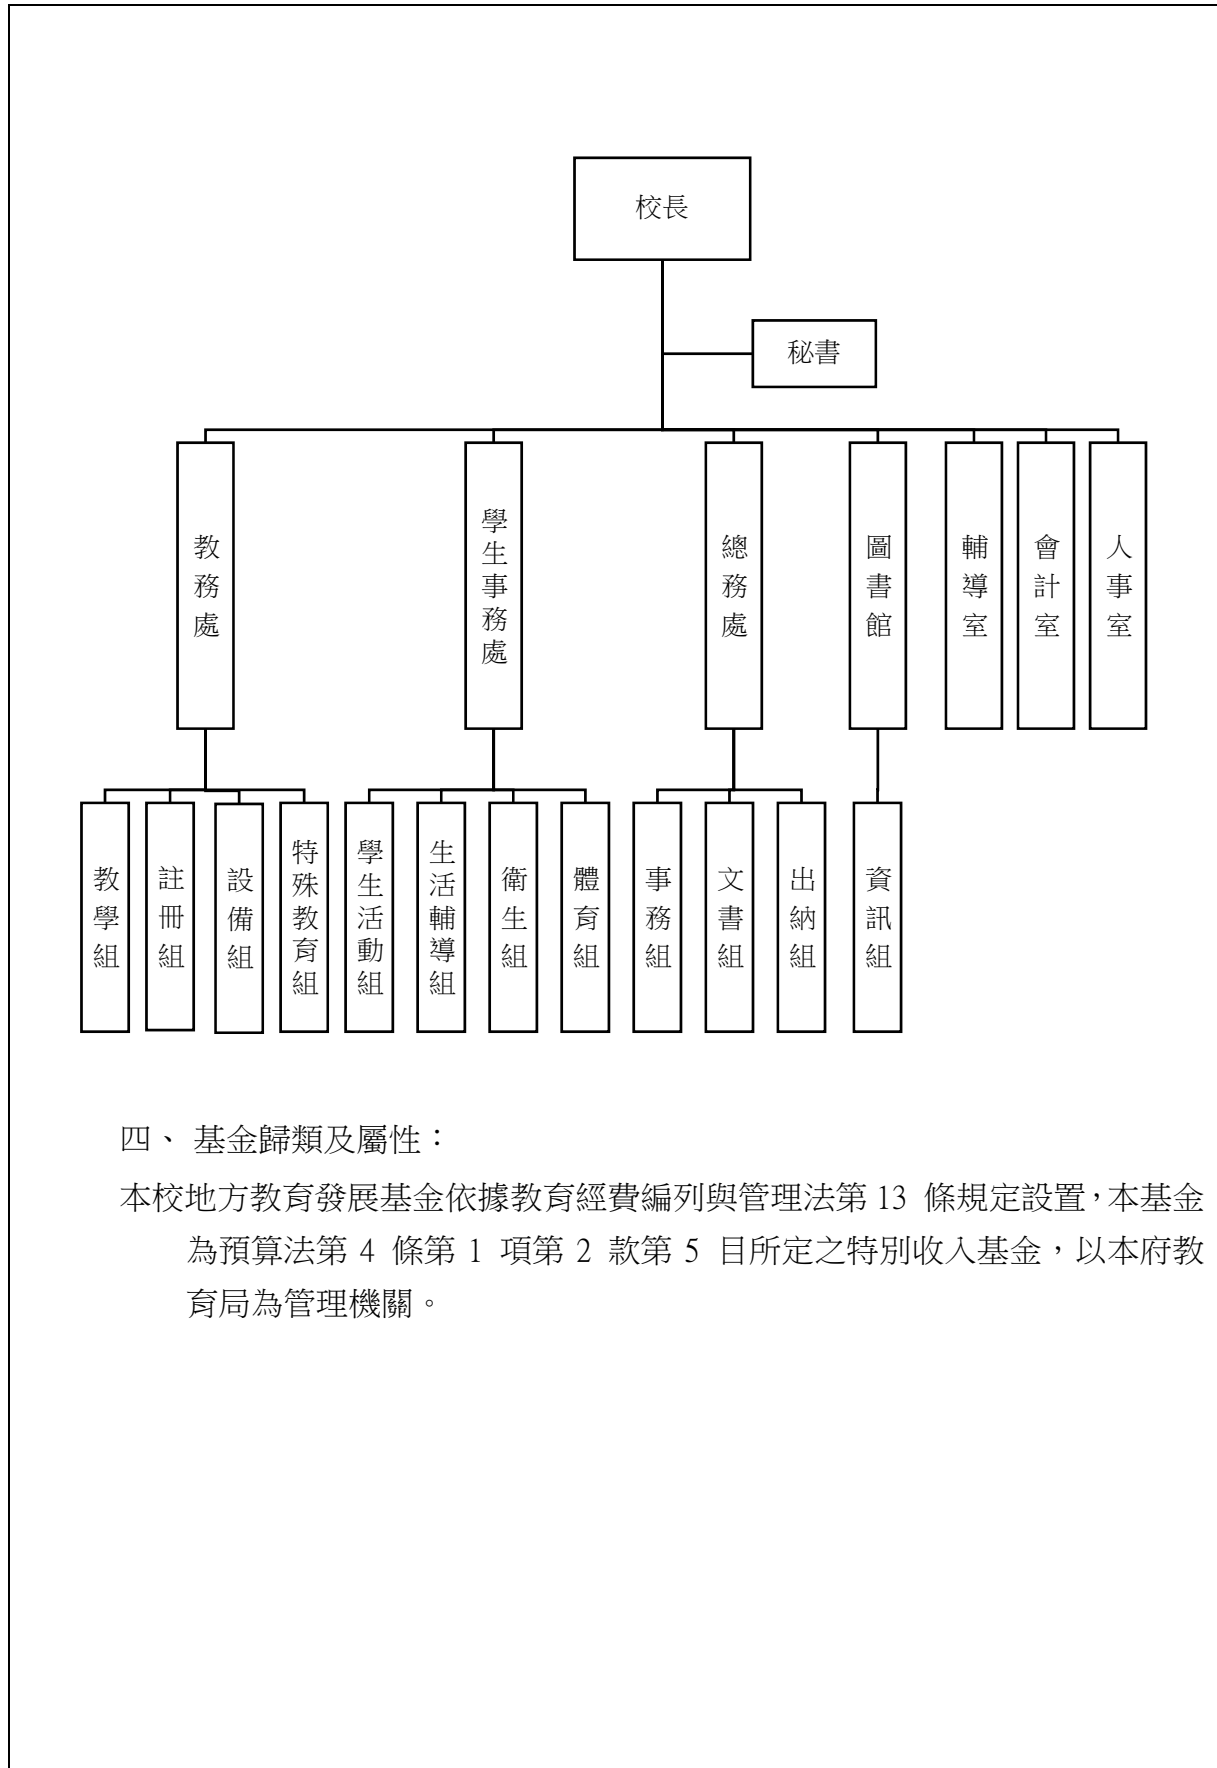 校長
秘書
教務處
學生事務處
總務處
圖書館
輔導室
會計室
人事室
教學組
註冊組
設備組
特殊教育組
學生活動組
生活輔導組
衛生組
體育組
事務組
文書組
出納組
資訊組
四、 基金歸類及屬性：
本校地方教育發展基金依據教育經費編列與管理法第 13 條規定設置，本基金
為預算法第 4 條第 1 項第 2 款第 5 目所定之特別收入基金，以本府教
育局為管理機關。